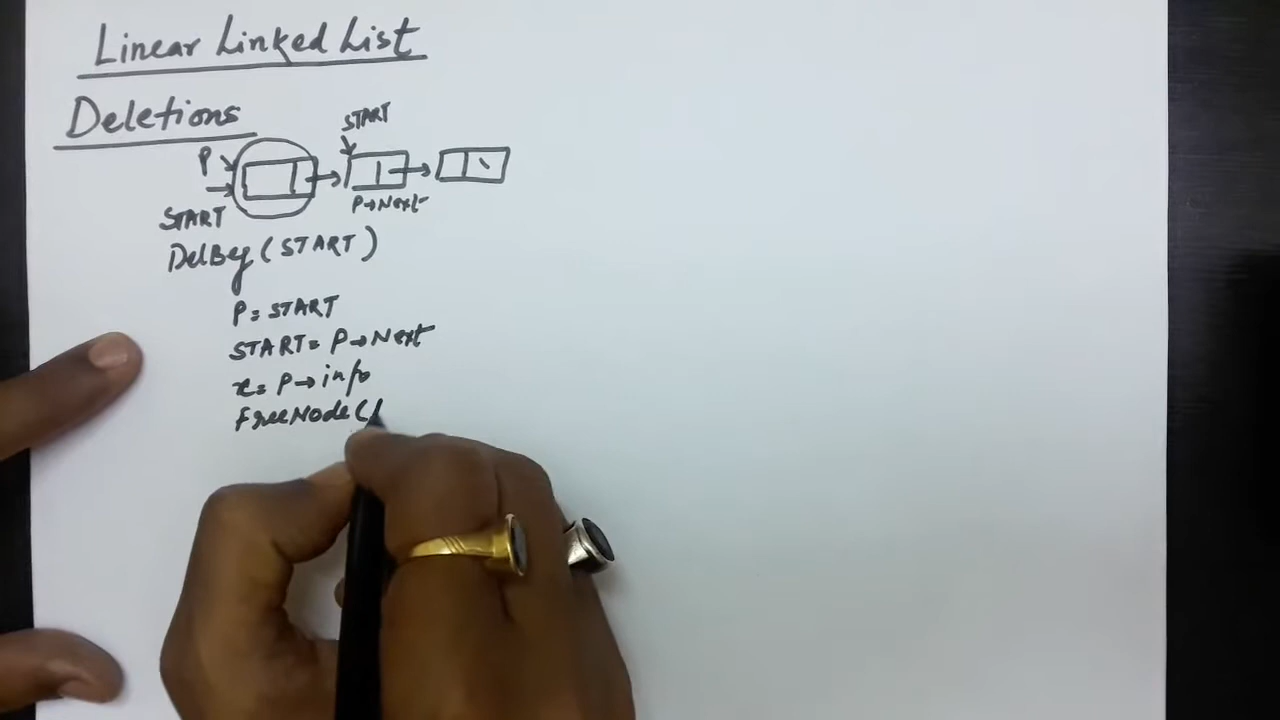 Linear Linked List
Deletions
START
P
P→Next
START
DelBeg (START)
P = START
START = P→Next
x = P→info
FreeNode (